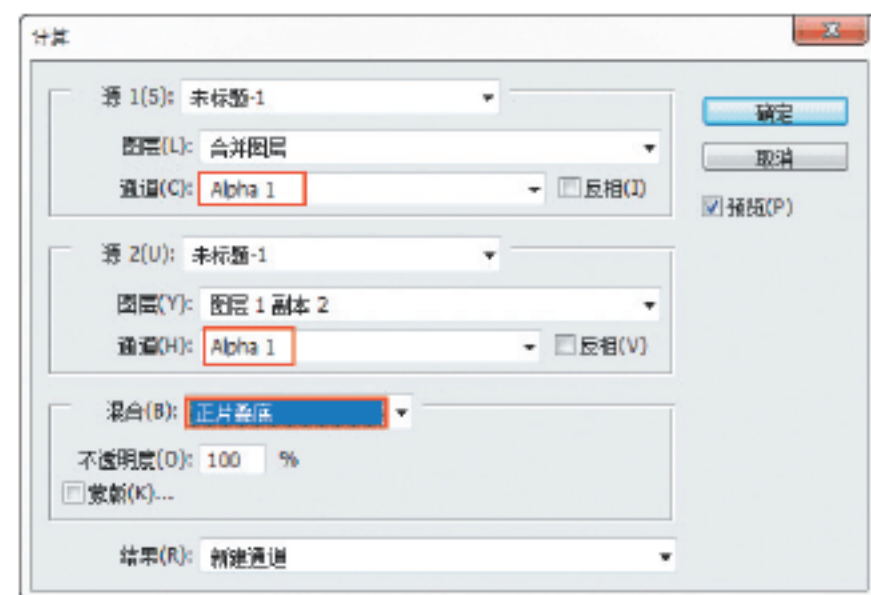 计算
源 1(S): 未标题-1
确定
图层(L): 合并图层
取消
通道(C): Alpha 1 反相(I)
预览(P)
源 2(U): 未标题-1
图层(Y): 图层 1 副本 2
通道(H): Alpha 1 反相(V)
混合(B): 正片叠底
不透明度(O): 100 %
蒙版(K)...
结果(R): 新建通道